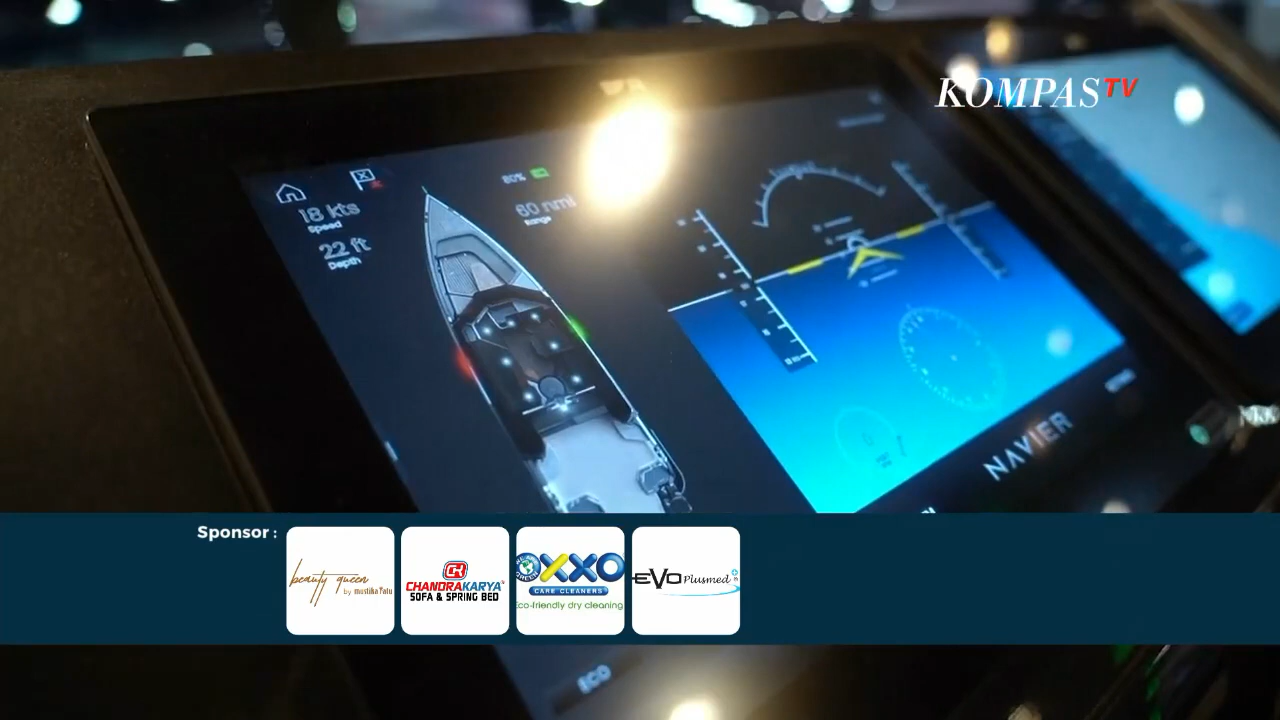 KOMPASTV
18 kts
Speed
22 ft
Depth
80%
60 nmi
Range
NAVIER
Sponsor :
beauty queen
by mustika ratu
CHANDRAKARYA
SOFA & SPRING BED
OXXO
CARE CLEANERS
Eco-friendly dry cleaning
eVo Plusmed
ECO